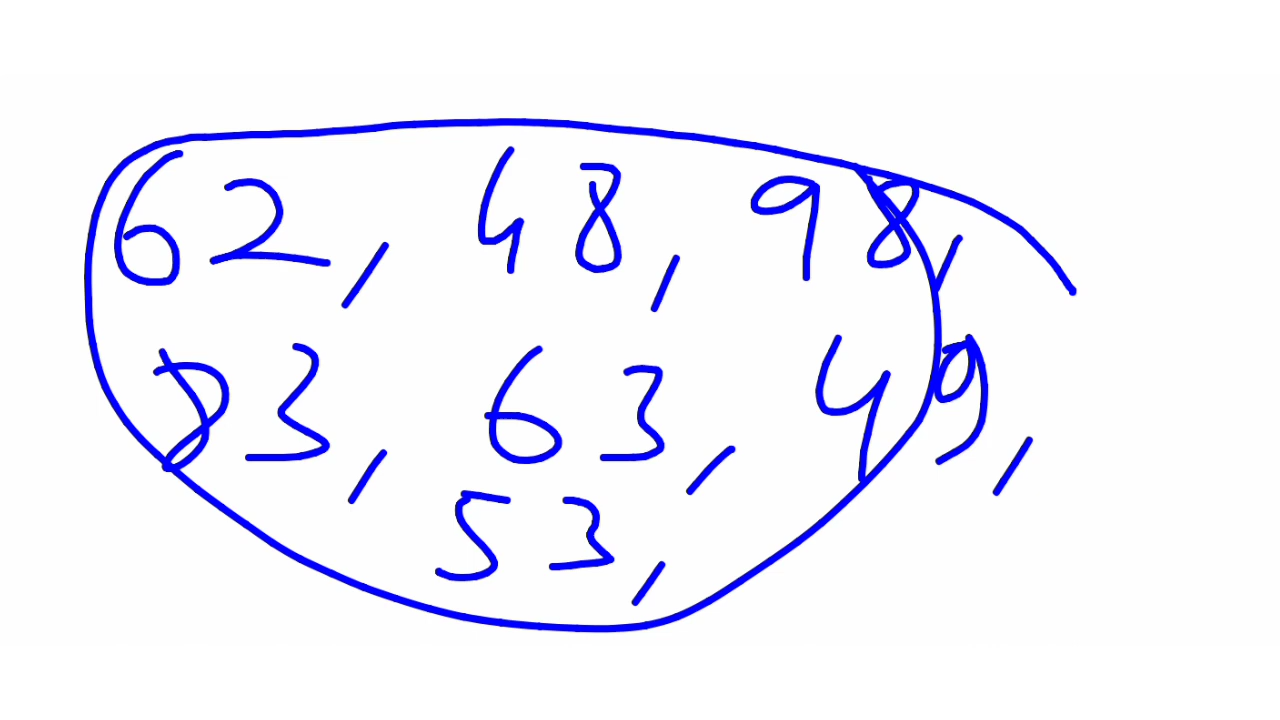 62, 48, 98,
83, 63, 49,
53,